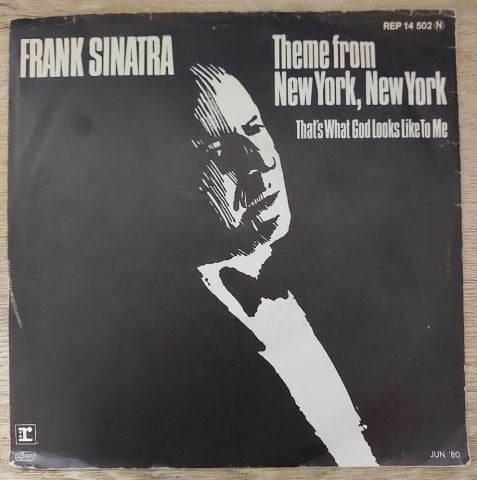 REP 14 502 N
FRANK SINATRA
Theme from
New York, New York
That's What God Looks Like To Me
r
JUN. '80